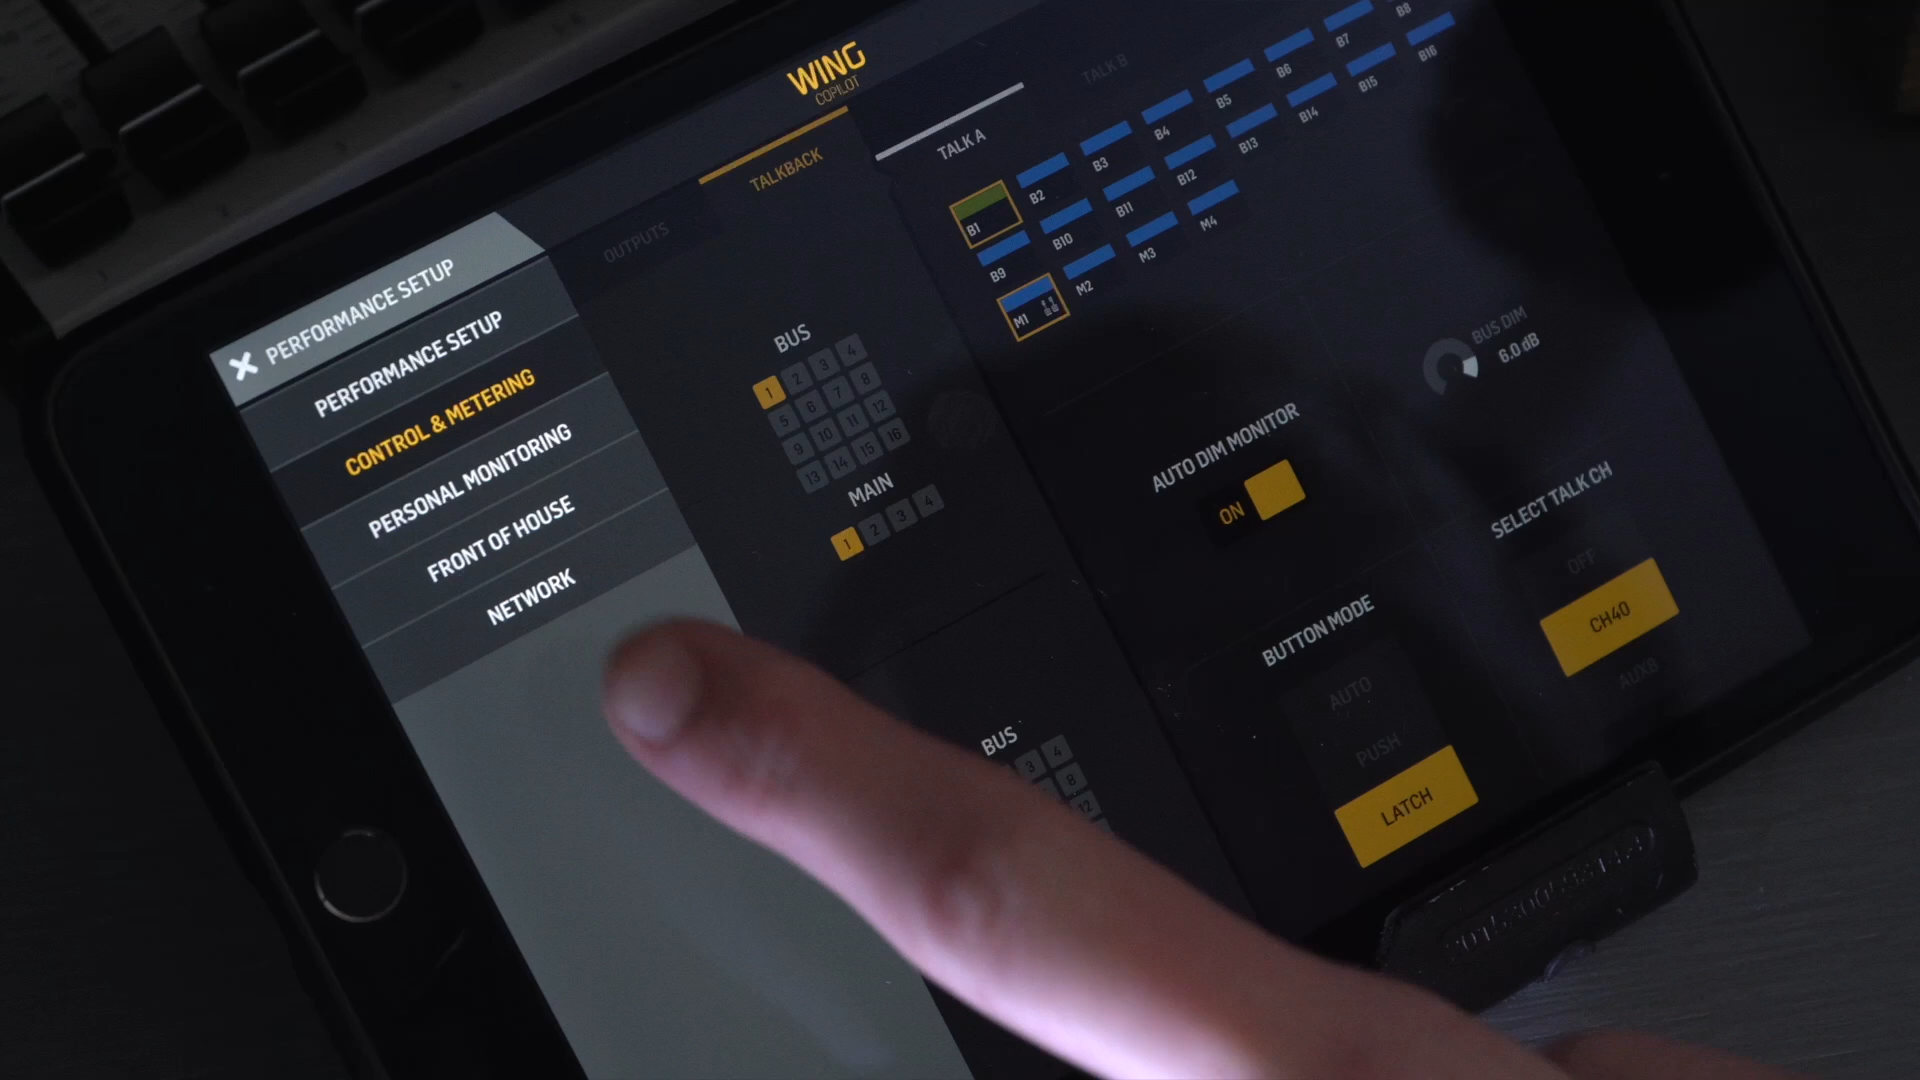 WING
COPILOT
TALKBACK
OUTPUTS
TALK A
TALK B
PERFORMANCE SETUP
PERFORMANCE SETUP
CONTROL & METERING
PERSONAL MONITORING
FRONT OF HOUSE
NETWORK
B1 B2 B3 B4 B5 B6 B7 B8
B9 B10 B11 B12 B13 B14 B15 B16
M1 M2 M3 M4
BUS
1 2 3 4
5 6 7 8
9 10 11 12
13 14 15 16
MAIN
1 2 3 4
BUS
3 4
8
12
AUTO DIM MONITOR
ON
BUS DIM
6.0 dB
BUTTON MODE
AUTO
PUSH
LATCH
SELECT TALK CH
OFF
CH40
AUX8